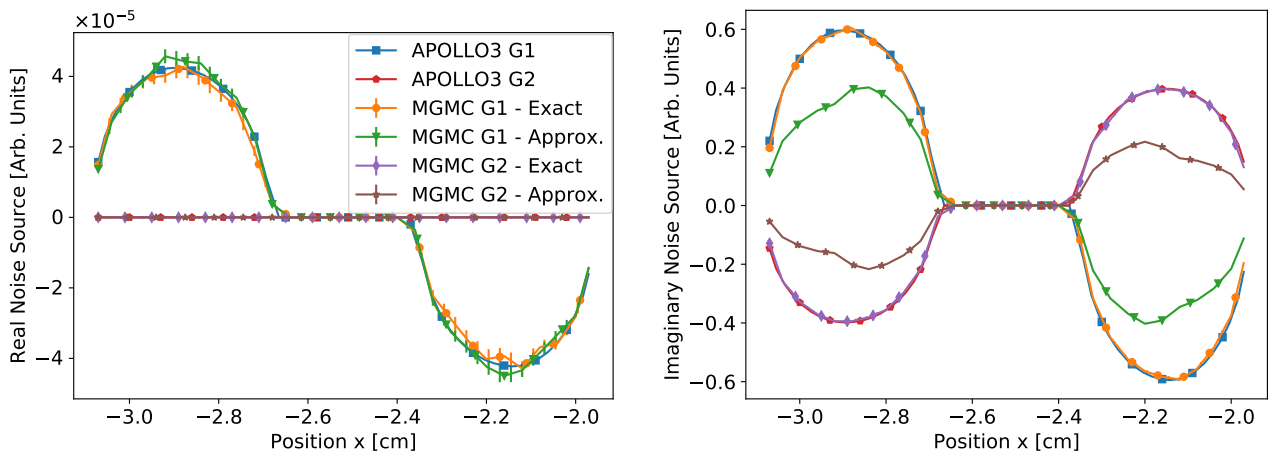 ×10⁻⁵
Real Noise Source [Arb. Units]
4
2
0
−2
−4
−3.0
−2.8
−2.6
−2.4
−2.2
−2.0
Position x [cm]
APOLLO3 G1
APOLLO3 G2
MGMC G1 - Exact
MGMC G1 - Approx.
MGMC G2 - Exact
MGMC G2 - Approx.
Imaginary Noise Source [Arb. Units]
0.6
0.4
0.2
0.0
−0.2
−0.4
−0.6
−3.0
−2.8
−2.6
−2.4
−2.2
−2.0
Position x [cm]